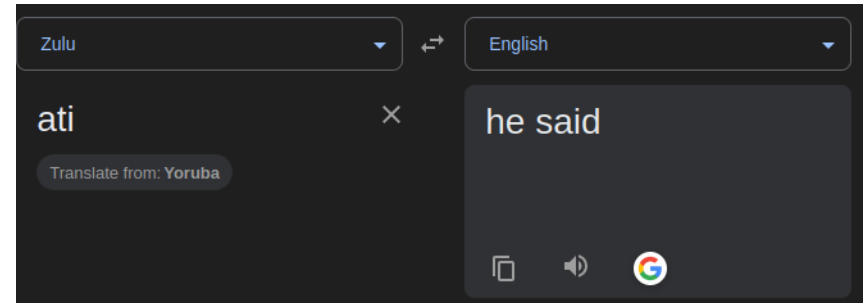 Zulu
English
ati
he said
Translate from: Yoruba